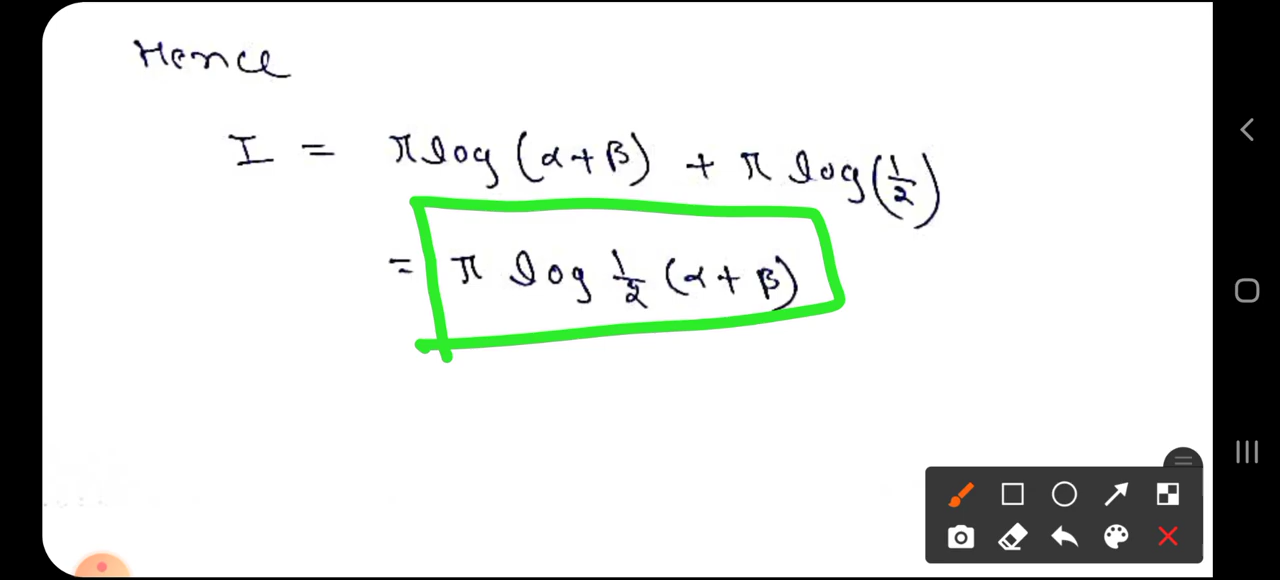 Hence
I = π log (α + β) + π log (1/2)
= π log 1/2 (α + β)